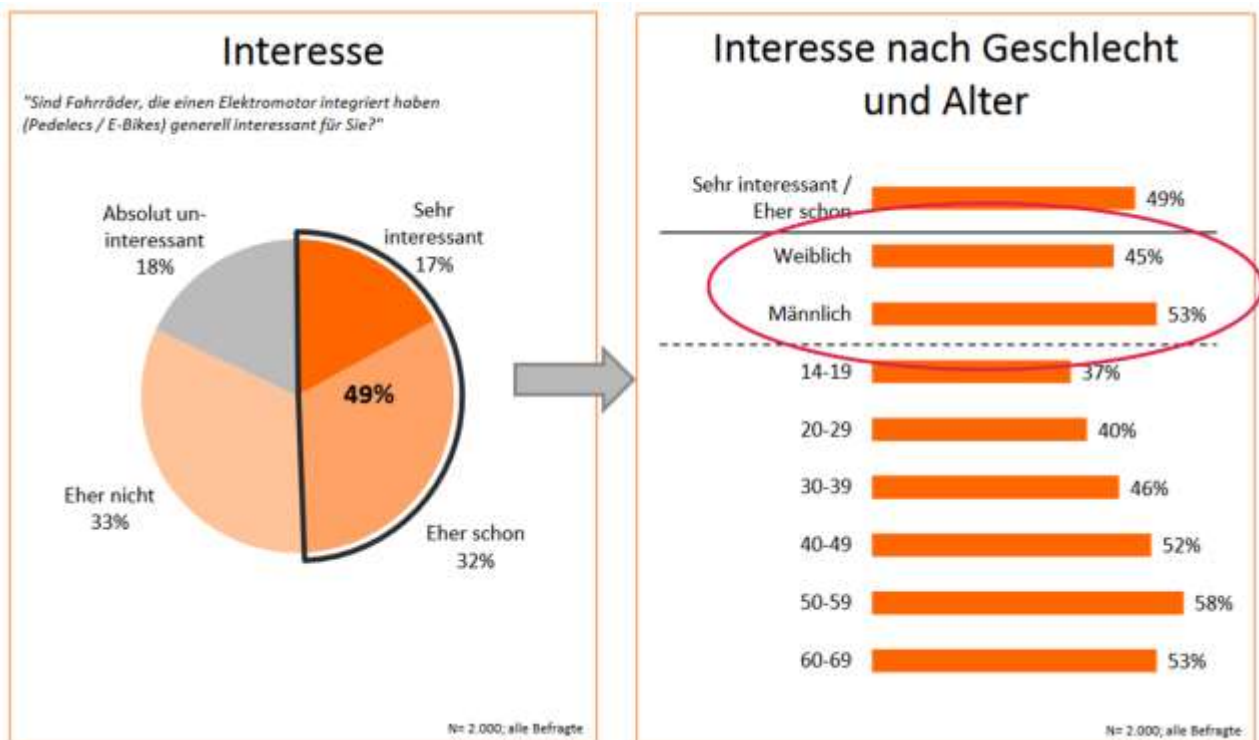 Interesse
"Sind Fahrräder, die einen Elektromotor integriert haben
(Pedelecs / E-Bikes) generell interessant für Sie?"
Absolut un-
interessant
18%
Sehr
interessant
17%
49%
Eher nicht
33%
Eher schon
32%
N= 2.000; alle Befragte
Interesse nach Geschlecht
und Alter
Sehr interessant /
Eher schon
49%
Weiblich 45%
Männlich 53%
14-19 37%
20-29 40%
30-39 46%
40-49 52%
50-59 58%
60-69 53%
N= 2.000; alle Befragte